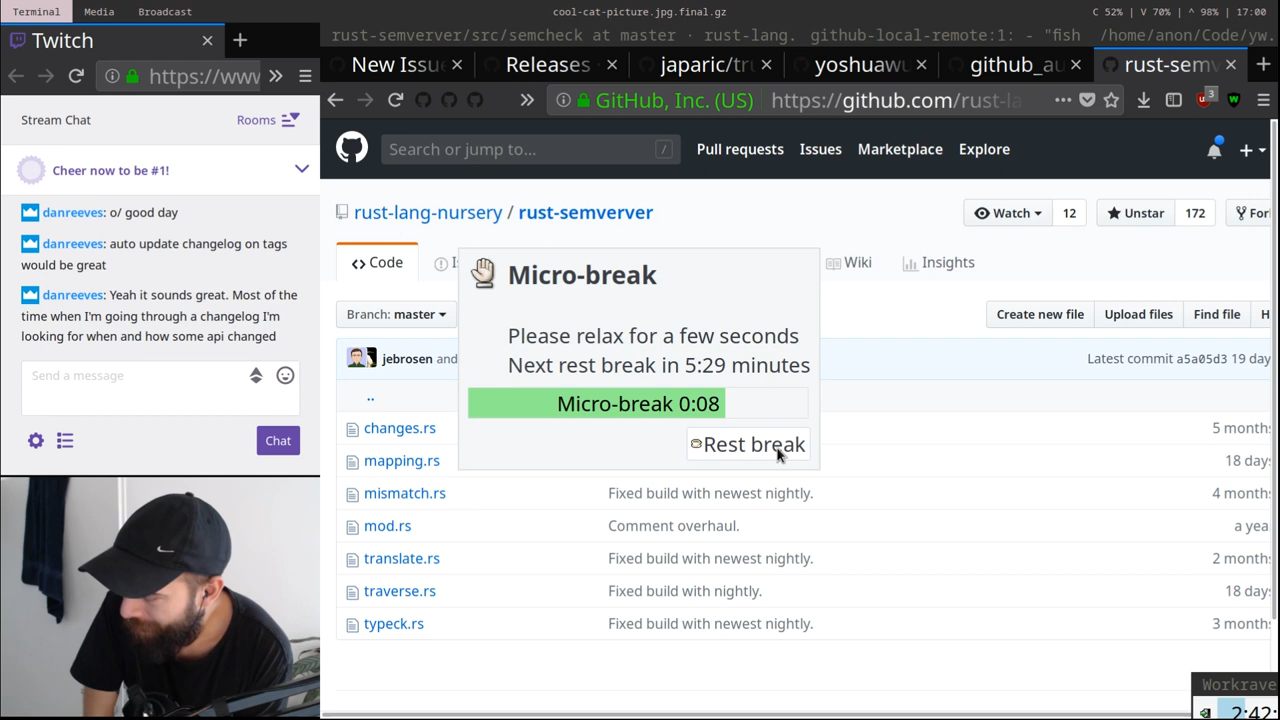 Terminal Media Broadcast
cool-cat-picture.jpg.final.gz
C 52% | V 70% | ^ 98% | 17:00
Twitch
https://www
Stream Chat
Rooms
Cheer now to be #1!
danreeves: o/ good day
danreeves: auto update changelog on tags
would be great
danreeves: Yeah it sounds great. Most of the
time when I'm going through a changelog I'm
looking for when and how some api changed
Send a message
Chat
rust-semverver/src/semcheck at master · rust-lang. github-local-remote:1: - "fish /home/anon/Code/yw.
New Issue
Releases
japaric/tru
yoshuawu
github_au
rust-semv
GitHub, Inc. (US) https://github.com/rust-la
3
Search or jump to... /
Pull requests Issues Marketplace Explore
rust-lang-nursery / rust-semverver
Watch 12 Unstar 172 Fork
Code
Wiki
Insights
Branch: master
Create new file Upload files Find file H
jebrosen and
Latest commit a5a05d3 19 day
..
changes.rs 5 month
mapping.rs 18 day
mismatch.rs Fixed build with newest nightly. 4 month
mod.rs Comment overhaul. a yea
translate.rs Fixed build with newest nightly. 2 month
traverse.rs Fixed build with nightly. 18 day
typeck.rs Fixed build with newest nightly. 3 month
Micro-break
Please relax for a few seconds
Next rest break in 5:29 minutes
Micro-break 0:08
Rest break
Workrave
2:42